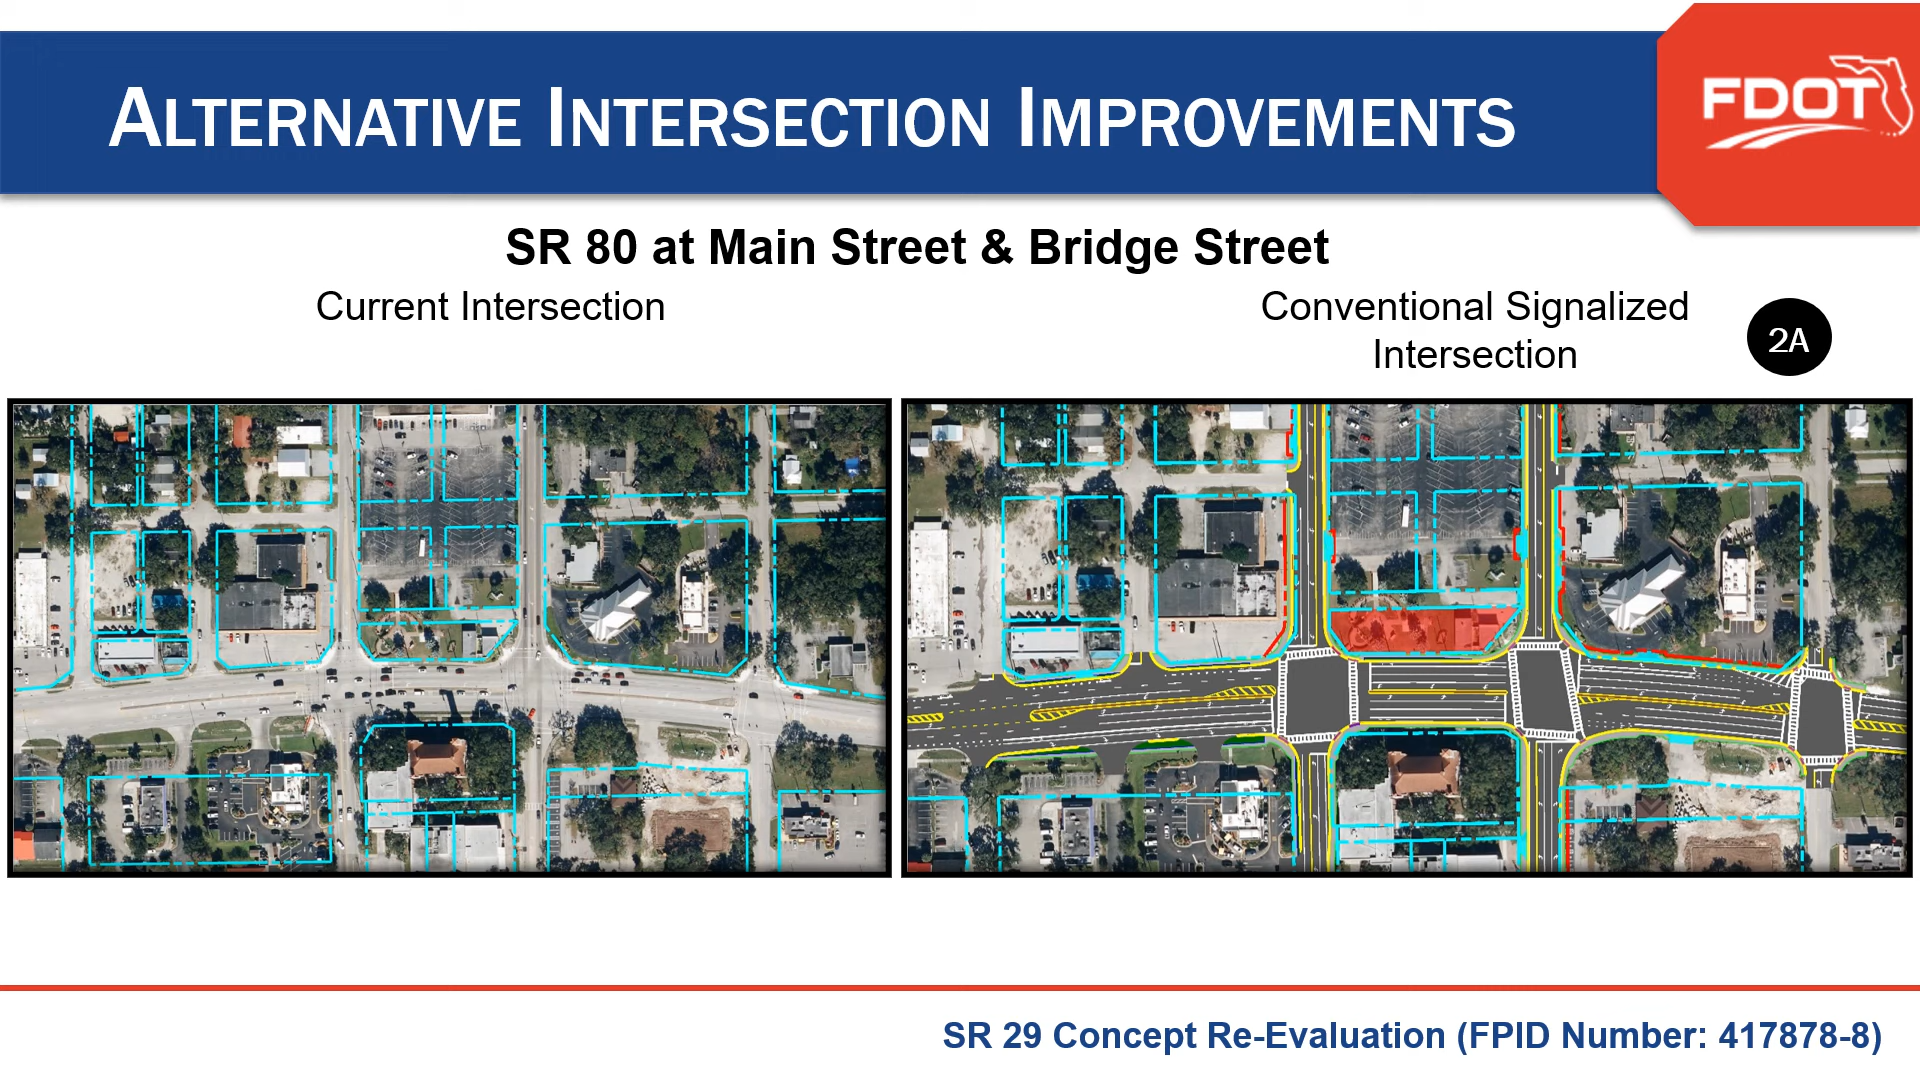 ALTERNATIVE INTERSECTION IMPROVEMENTS
FDOT
SR 80 at Main Street & Bridge Street
Current Intersection
Conventional Signalized
Intersection
2A
SR 29 Concept Re-Evaluation (FPID Number: 417878-8)